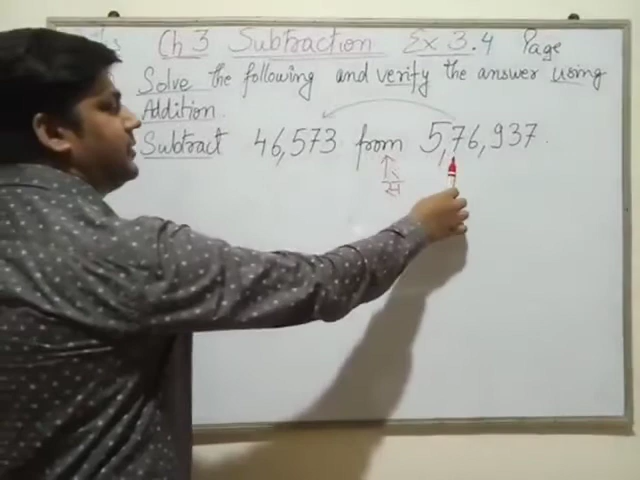 Ch 3 Subtraction Ex 3.4 Page
Solve the following and verify the answer using
Addition.
Subtract 46,573 from 5,76,937.
से